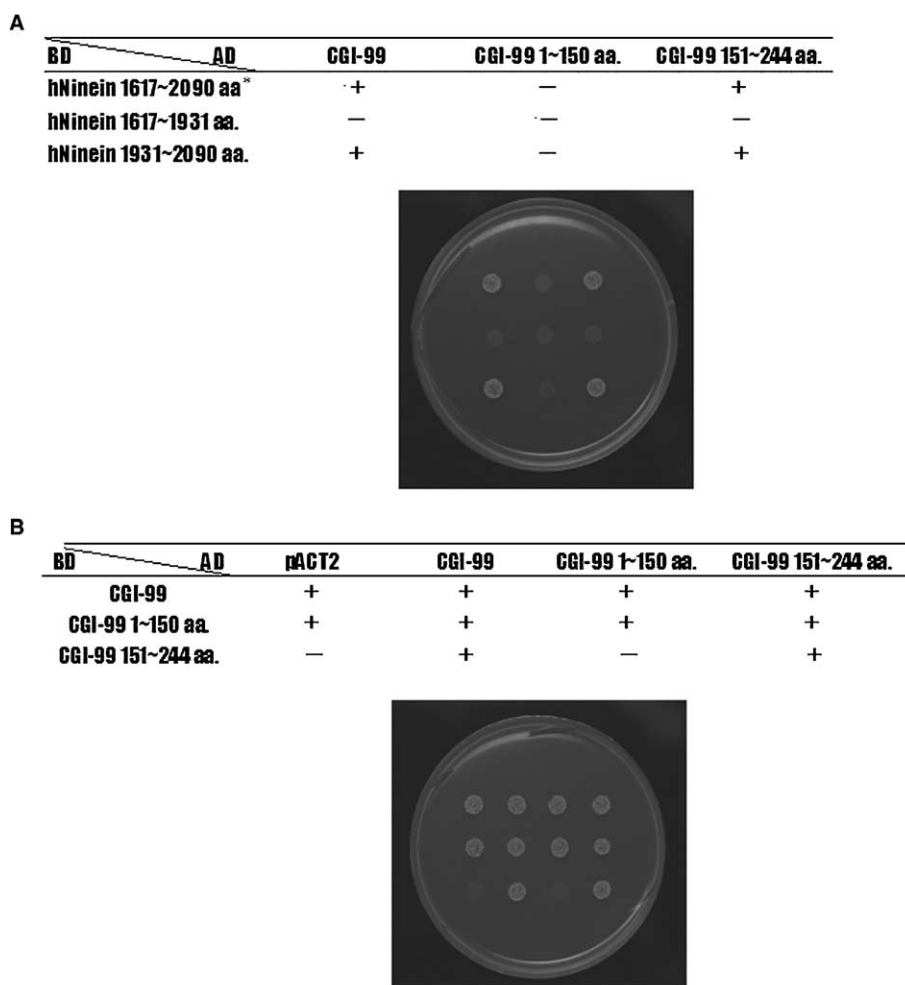 A
BD AD CGI-99 CGI-99 1~150 aa. CGI-99 151~244 aa.
hNinein 1617~2090 aa* + − +
hNinein 1617~1931 aa. − − −
hNinein 1931~2090 aa. + − +
B
BD AD pACT2 CGI-99 CGI-99 1~150 aa. CGI-99 151~244 aa.
CGI-99 + + + +
CGI-99 1~150 aa. + + + +
CGI-99 151~244 aa. − + − +